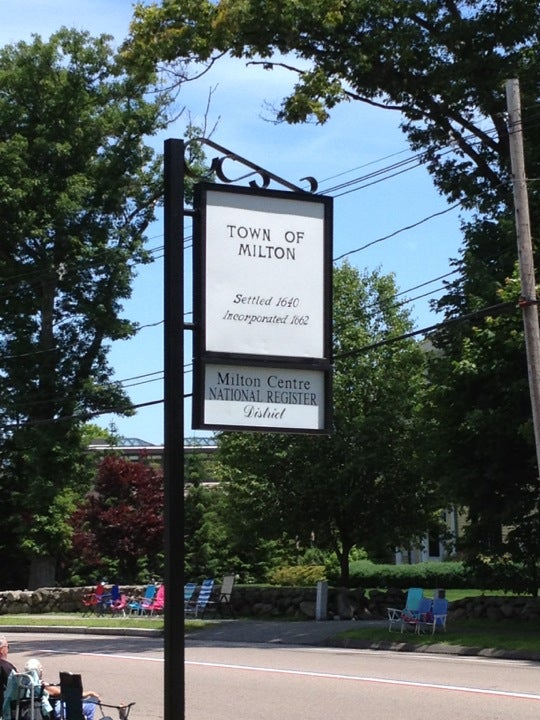 TOWN OF
MILTON
Settled 1640
Incorporated 1662
Milton Centre
NATIONAL REGISTER
District